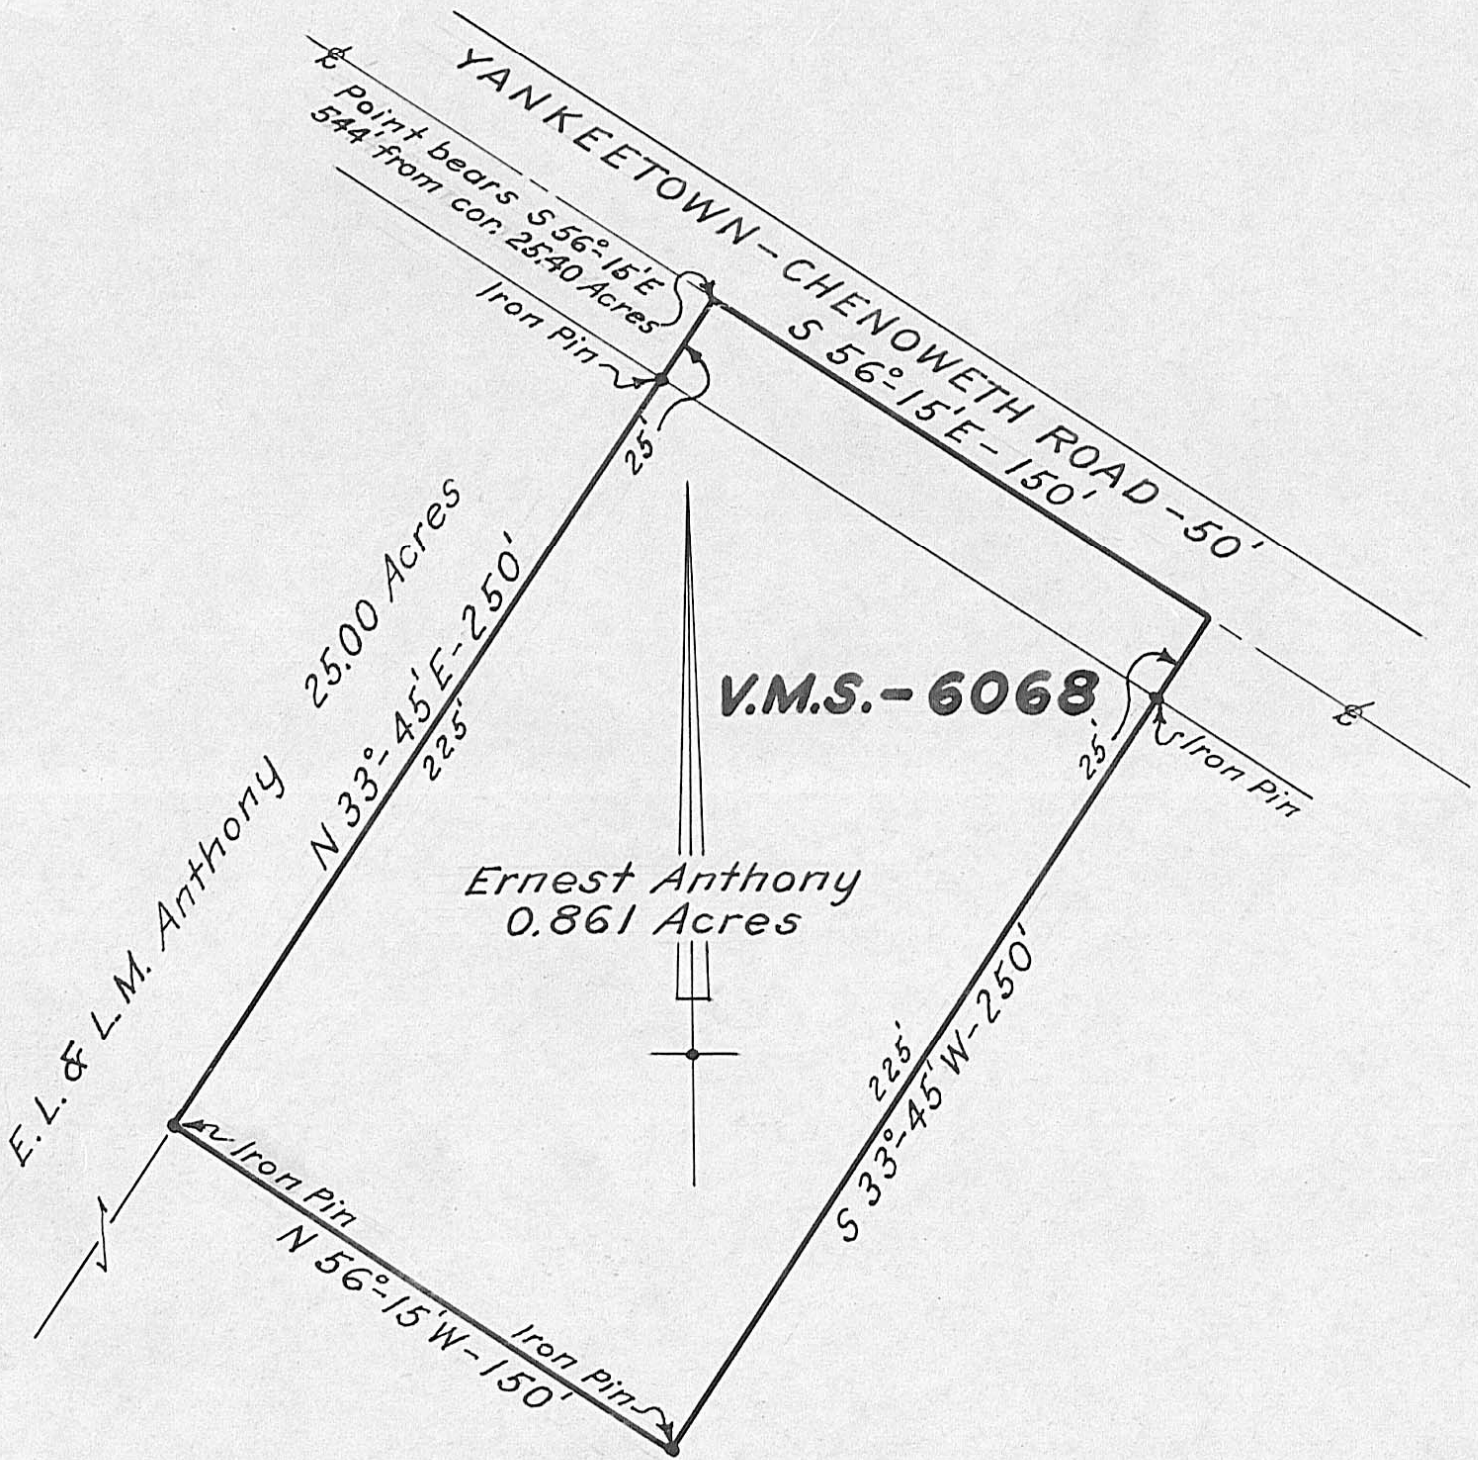 YANKEETOWN-CHENOWETH ROAD-50'
℄
Point bears S 56°-15'E
544' from cor. 25.40 Acres
Iron Pin
S 56°-15'E-150'
25'
25.00 Acres
E.L. & L.M. Anthony
N 33°-45'E-250'
225'
V.M.S.-6068
25'
Iron Pin
℄
Ernest Anthony
0.861 Acres
225'
S 33°-45'W-250'
Iron Pin
N 56°-15'W-150'
Iron Pin